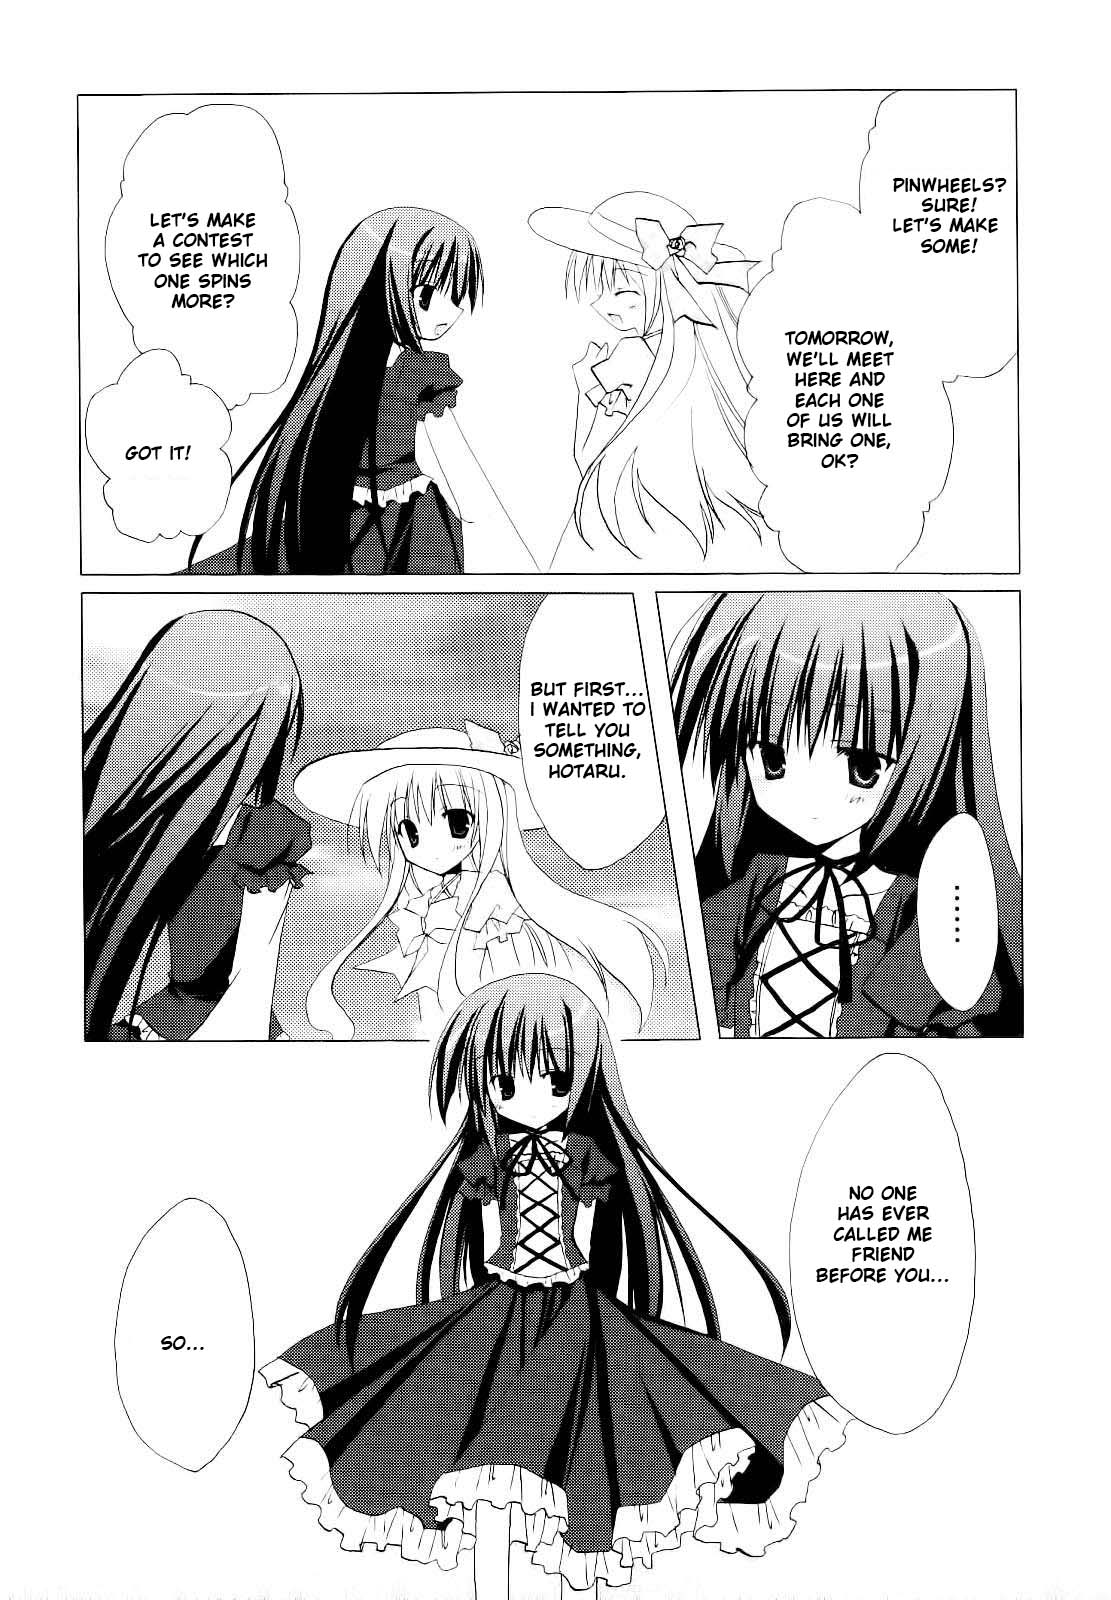 PINWHEELS?
SURE!
LET'S MAKE
SOME!
TOMORROW,
WE'LL MEET
HERE AND
EACH ONE
OF US WILL
BRING ONE,
OK?
LET'S MAKE
A CONTEST
TO SEE WHICH
ONE SPINS
MORE?
GOT IT!
......
BUT FIRST...
I WANTED TO
TELL YOU
SOMETHING,
HOTARU.
NO ONE
HAS EVER
CALLED ME
FRIEND
BEFORE YOU...
SO...